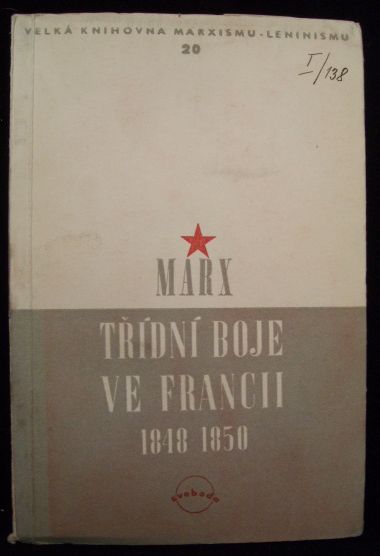 VELKÁ KNIHOVNA MARXISMU-LENINISMU
20
I/138
MARX
TŘÍDNÍ BOJE
VE FRANCII
1848 1850
svoboda